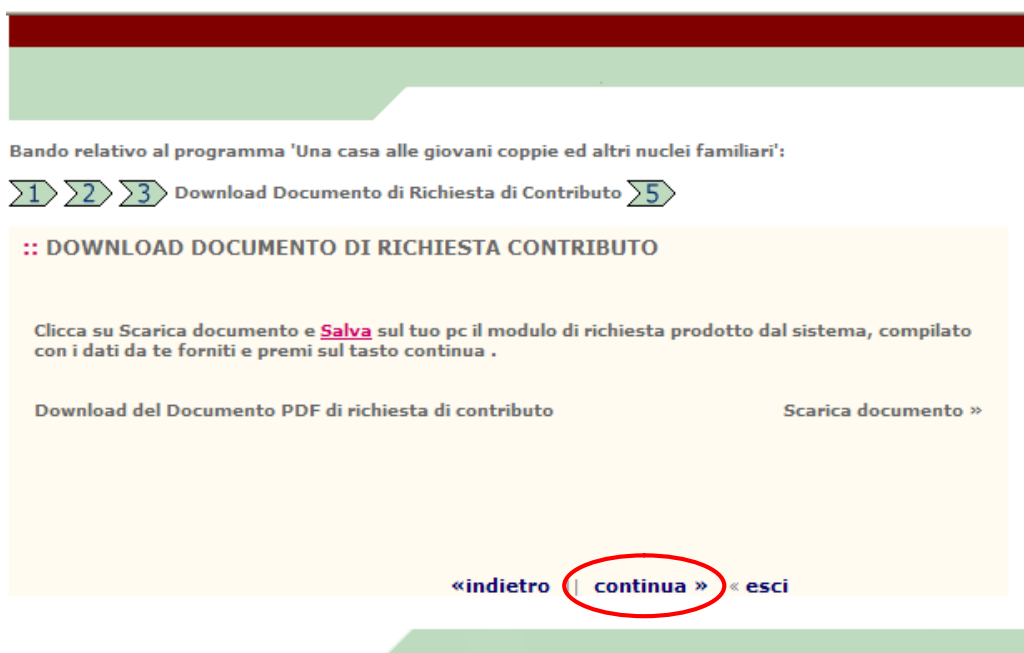 Bando relativo al programma 'Una casa alle giovani coppie ed altri nuclei familiari':
1 2 3 Download Documento di Richiesta di Contributo 5
:: DOWNLOAD DOCUMENTO DI RICHIESTA CONTRIBUTO
Clicca su Scarica documento e Salva sul tuo pc il modulo di richiesta prodotto dal sistema, compilato
con i dati da te forniti e premi sul tasto continua .
Download del Documento PDF di richiesta di contributo Scarica documento »
«indietro || continua » « esci